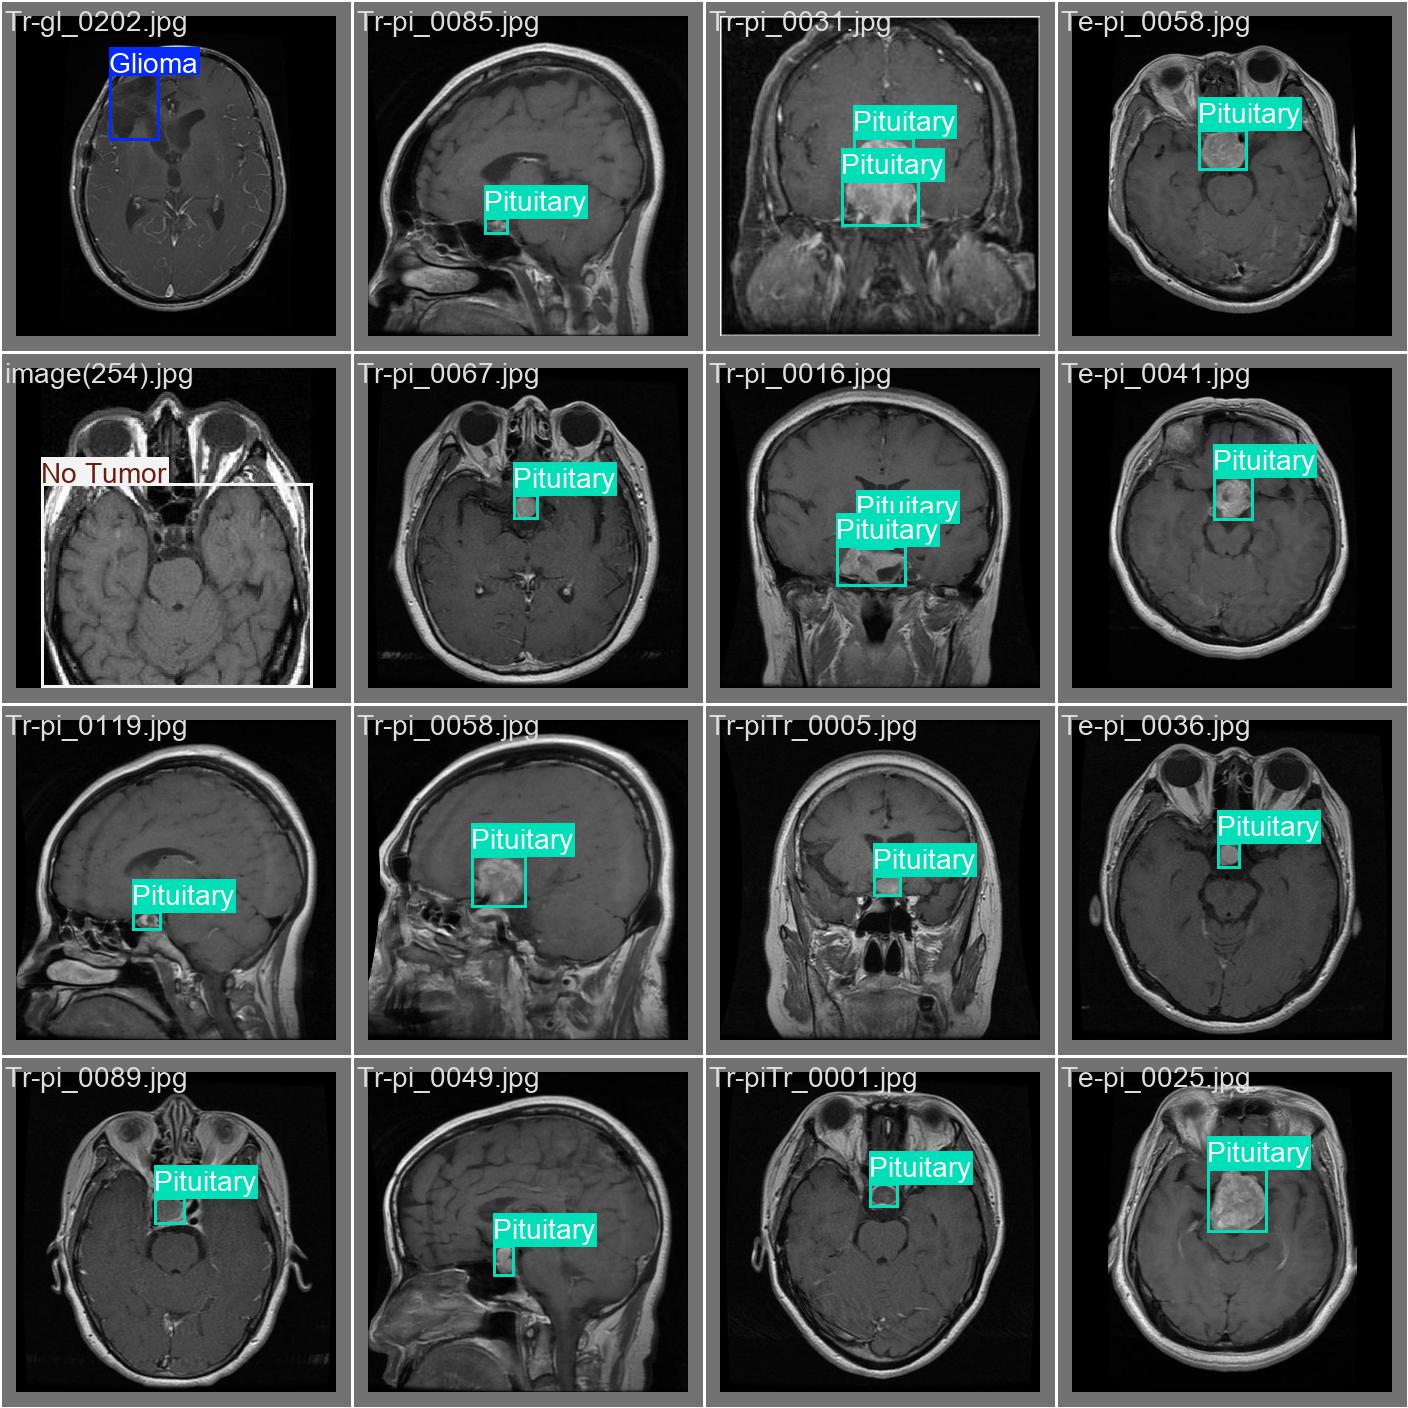 Tr-gl_0202.jpg
Glioma
Tr-pi_0085.jpg
Pituitary
Tr-pi_0031.jpg
Pituitary
Pituitary
Te-pi_0058.jpg
Pituitary
image(254).jpg
No Tumor
Tr-pi_0067.jpg
Pituitary
Tr-pi_0016.jpg
Pituitary
Pituitary
Te-pi_0041.jpg
Pituitary
Tr-pi_0119.jpg
Pituitary
Tr-pi_0058.jpg
Pituitary
Tr-piTr_0005.jpg
Pituitary
Te-pi_0036.jpg
Pituitary
Tr-pi_0089.jpg
Pituitary
Tr-pi_0049.jpg
Pituitary
Tr-piTr_0001.jpg
Pituitary
Te-pi_0025.jpg
Pituitary